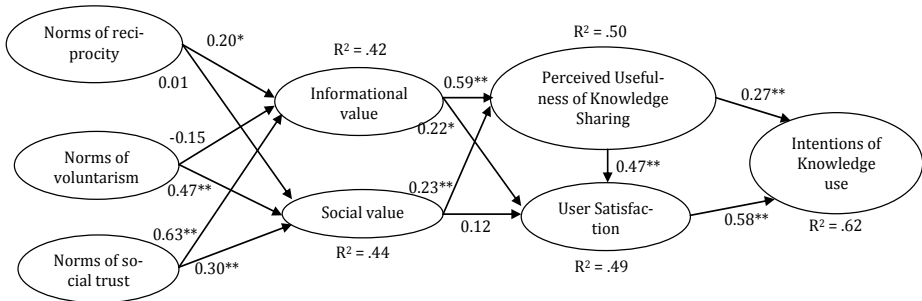 Norms of reci-
procity
0.20*
0.01
Norms of
voluntarism
-0.15
0.47**
Norms of so-
cial trust
0.63**
0.30**
R² = .42
Informational
value
0.59**
0.22*
Social value
R² = .44
0.23**
0.12
R² = .50
Perceived Useful-
ness of Knowledge
Sharing
0.47**
User Satisfac-
tion
R² = .49
0.27**
0.58**
Intentions of
Knowledge
use
R² = .62